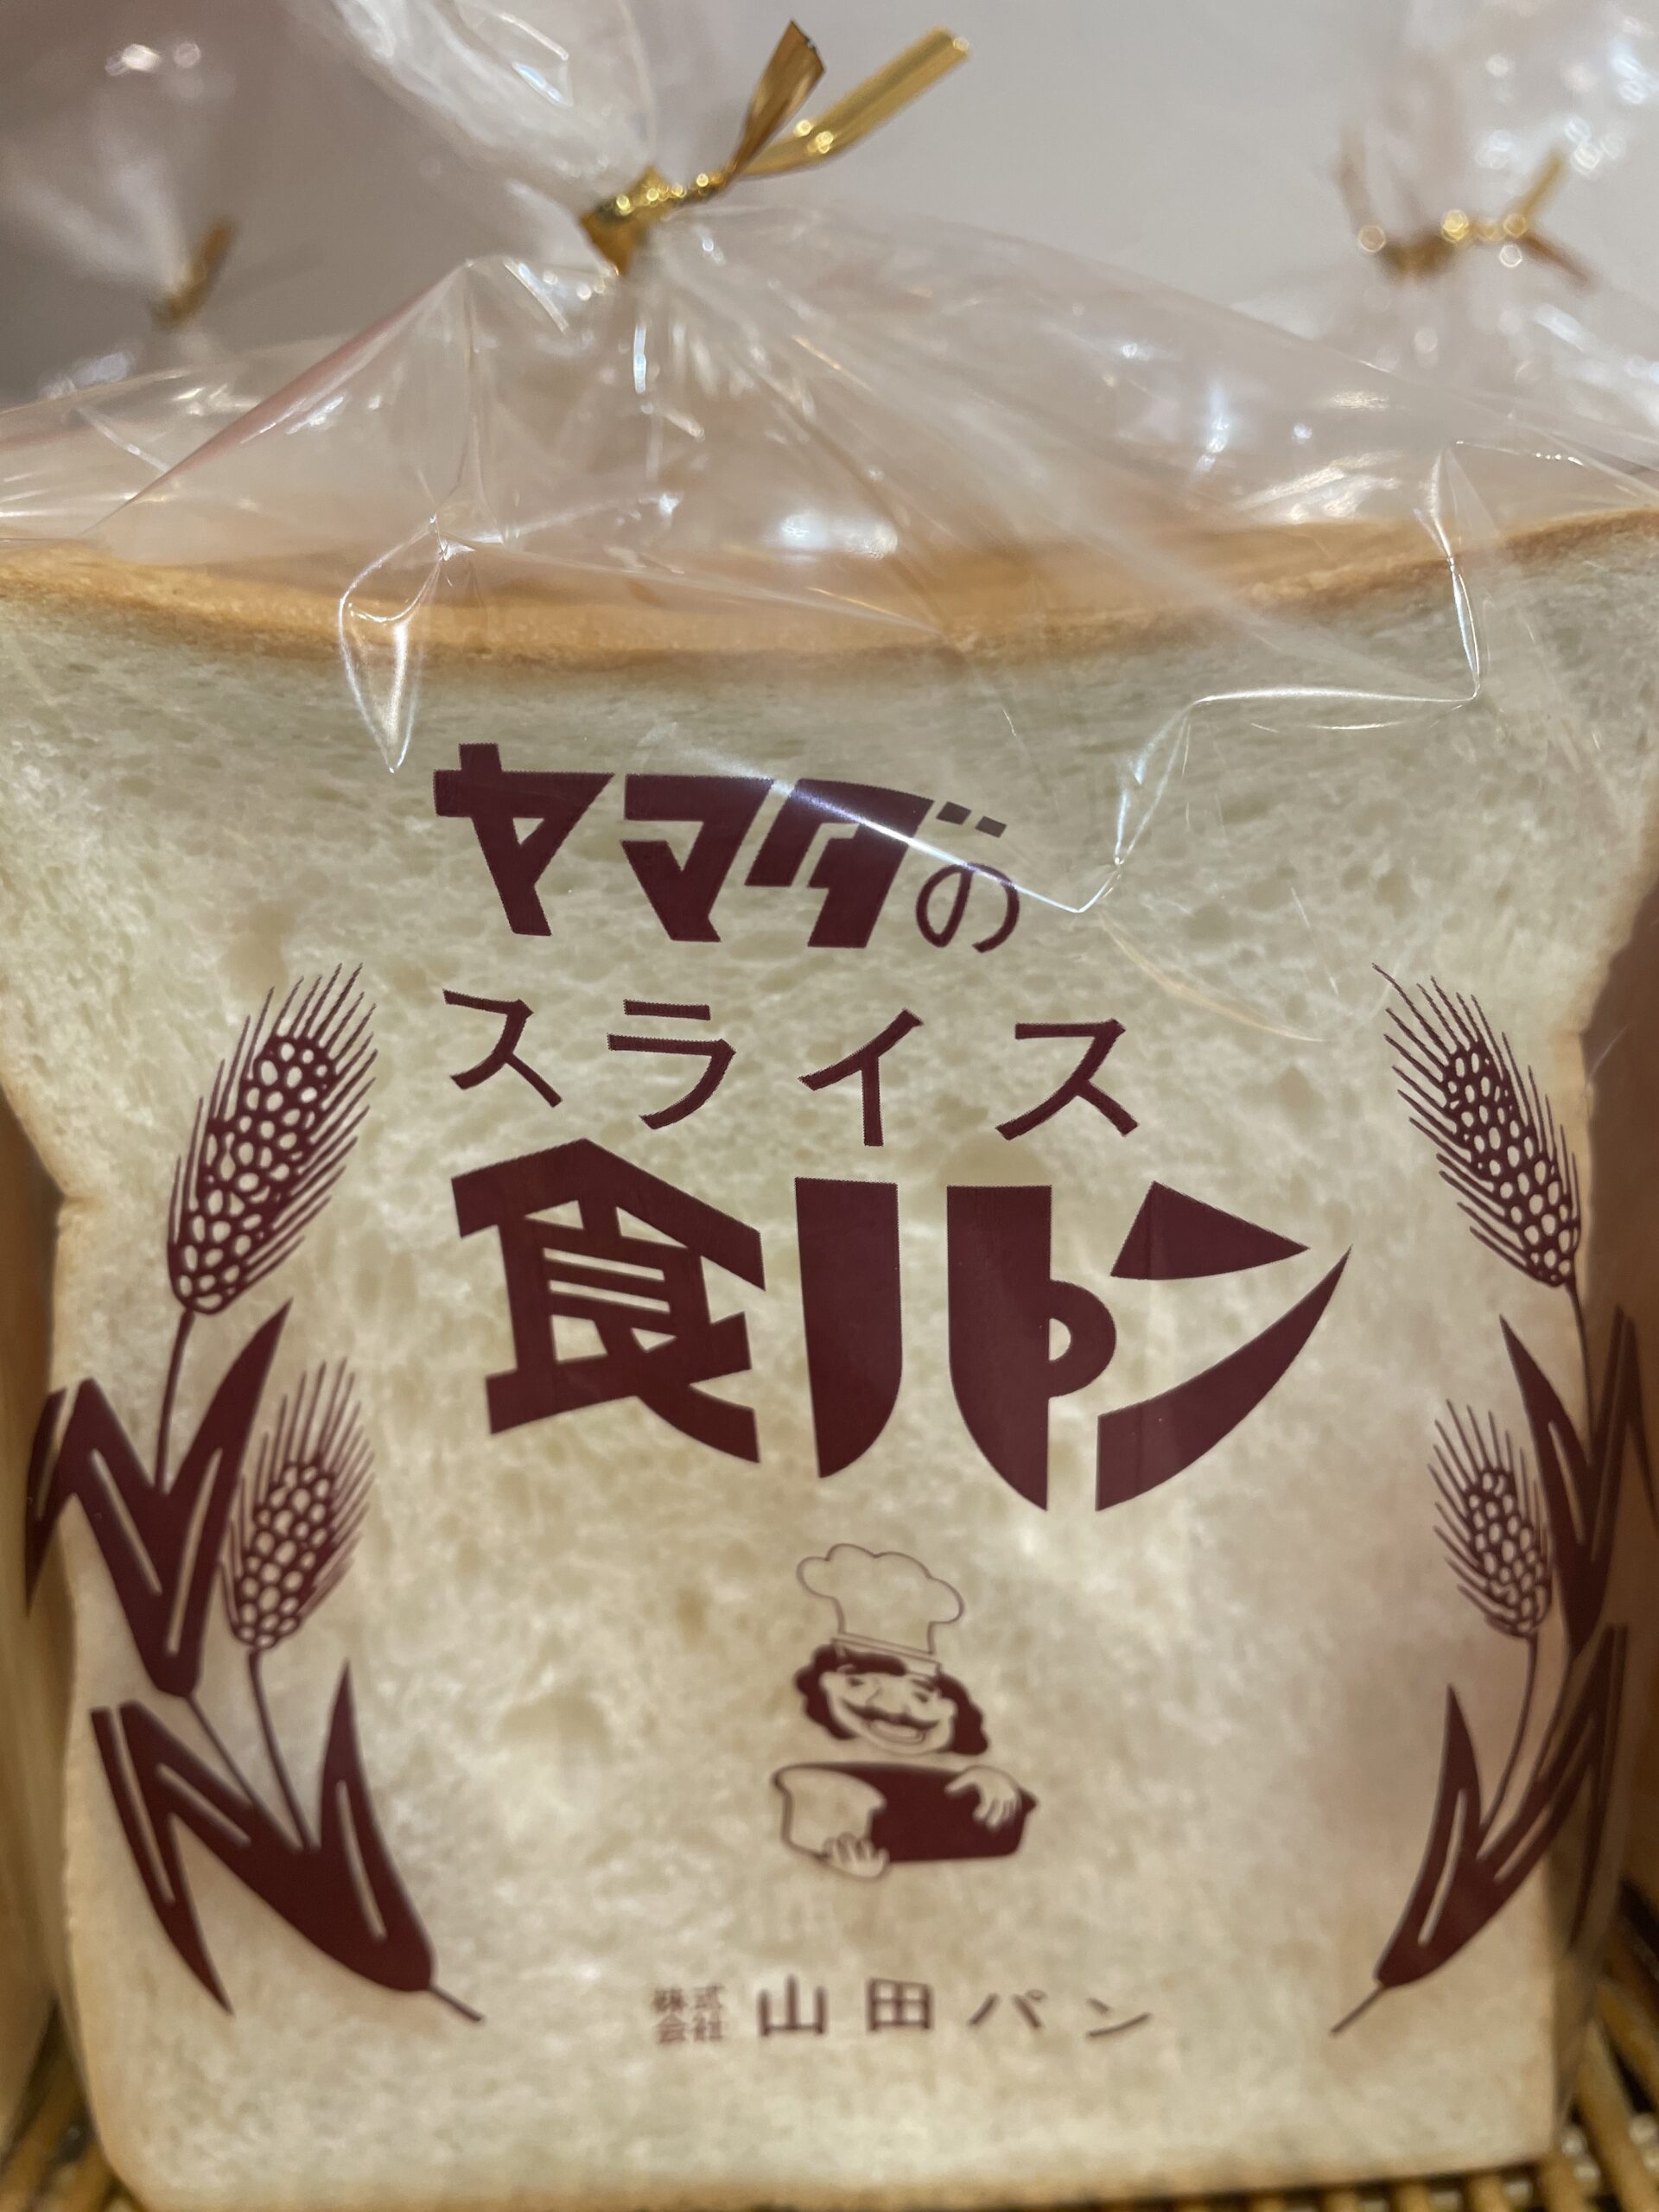 ヤマダの
スライス
食パン
株式会社 山田パン